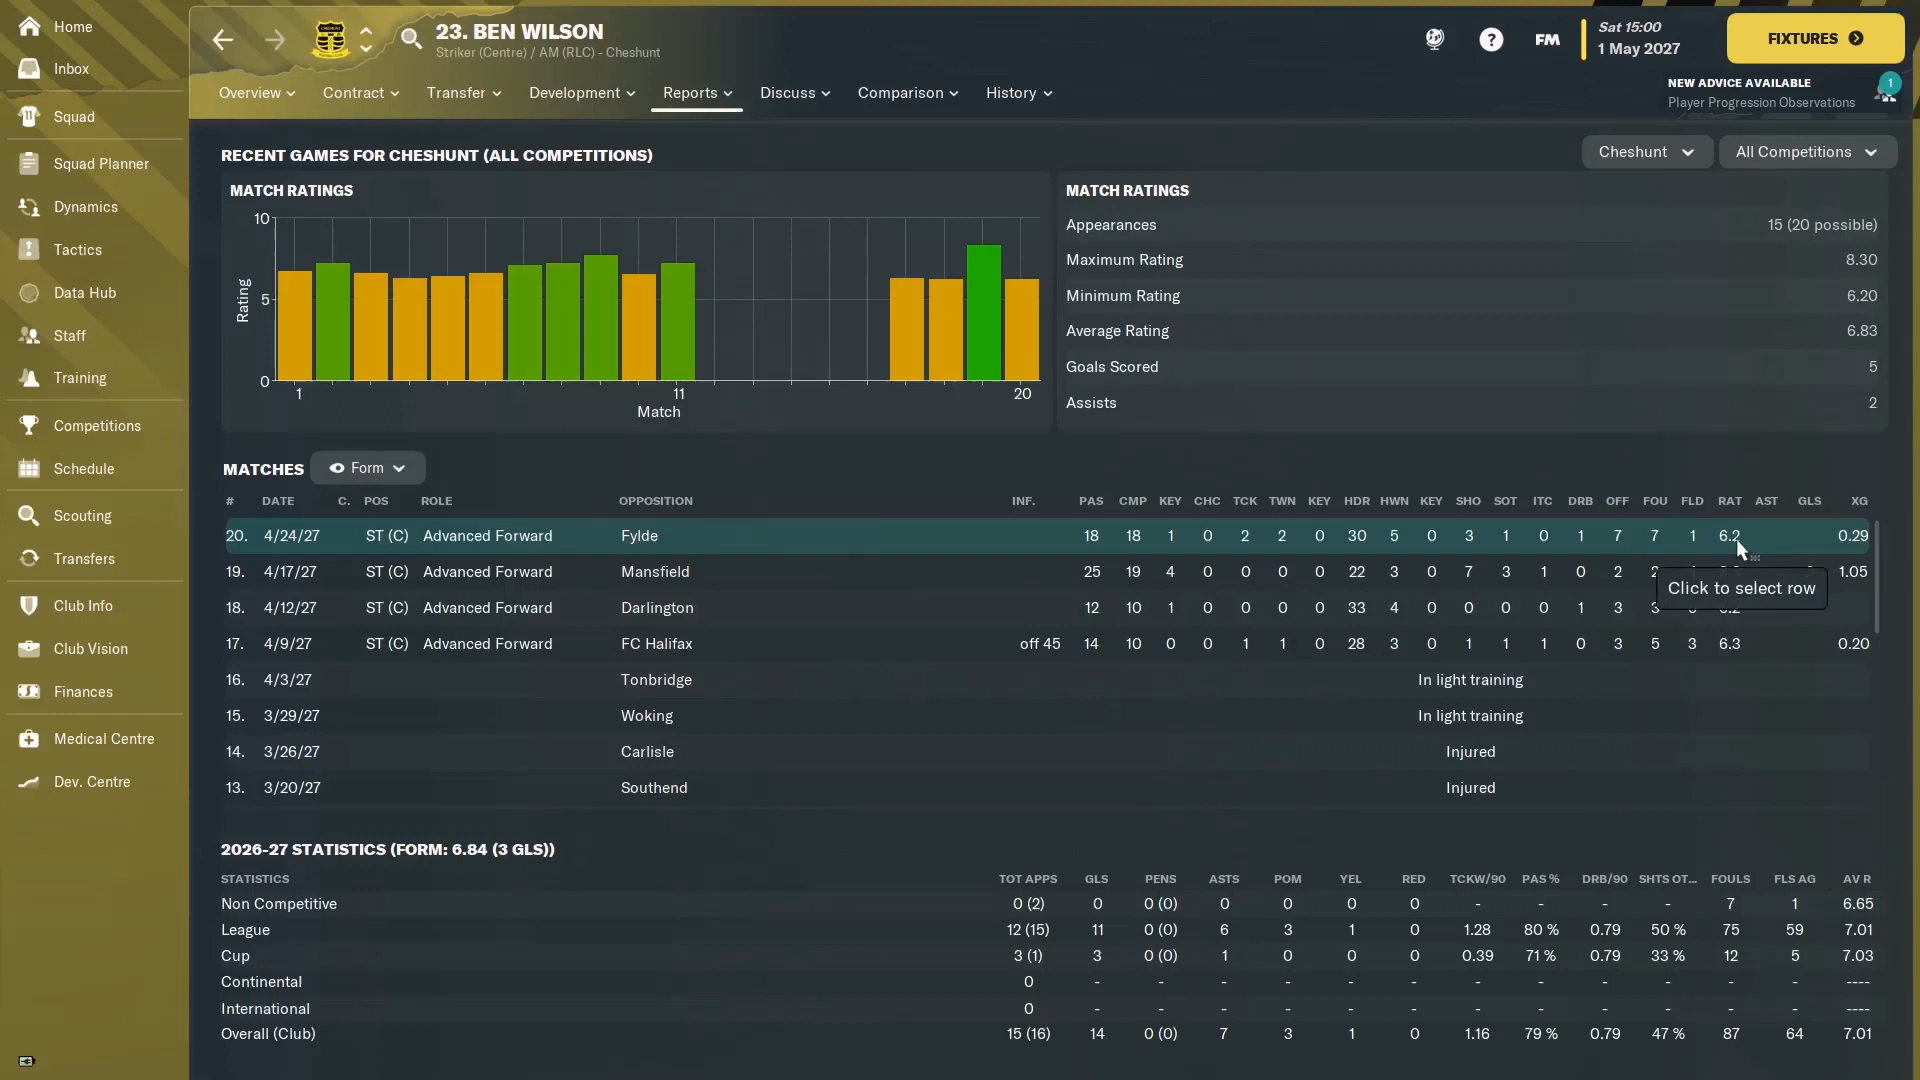 Home
Inbox
Squad
Squad Planner
Dynamics
Tactics
Data Hub
Staff
Training
Competitions
Schedule
Scouting
Transfers
Club Info
Club Vision
Finances
Medical Centre
Dev. Centre
23. BEN WILSON
Striker (Centre) / AM (RLC) - Cheshunt
FM
Sat 15:00
1 May 2027
FIXTURES
Overview Contract Transfer Development Reports Discuss Comparison History
NEW ADVICE AVAILABLE
Player Progression Observations
1
RECENT GAMES FOR CHESHUNT (ALL COMPETITIONS)
Cheshunt All Competitions
MATCH RATINGS
10
5
0
Rating
1 11 20
Match
MATCH RATINGS
Appearances 15 (20 possible)
Maximum Rating 8.30
Minimum Rating 6.20
Average Rating 6.83
Goals Scored 5
Assists 2
MATCHES Form
# DATE C. POS ROLE OPPOSITION INF. PAS CMP KEY CHC TCK TWN KEY HDR HWN KEY SHO SOT ITC DRB OFF FOU FLD RAT AST GLS XG
20. 4/24/27 ST (C) Advanced Forward Fylde 18 18 1 0 2 2 0 30 5 0 3 1 0 1 7 7 1 6.2 0.29
19. 4/17/27 ST (C) Advanced Forward Mansfield 25 19 4 0 0 0 0 22 3 0 7 3 1 0 2 1.05
Click to select row
18. 4/12/27 ST (C) Advanced Forward Darlington 12 10 1 0 0 0 0 33 4 0 0 0 0 1 3
17. 4/9/27 ST (C) Advanced Forward FC Halifax off 45 14 10 0 0 1 1 0 28 3 0 1 1 1 0 3 5 3 6.3 0.20
16. 4/3/27 Tonbridge In light training
15. 3/29/27 Woking In light training
14. 3/26/27 Carlisle Injured
13. 3/20/27 Southend Injured
2026-27 STATISTICS (FORM: 6.84 (3 GLS))
STATISTICS TOT APPS GLS PENS ASTS POM YEL RED TCKW/90 PAS % DRB/90 SHTS OT... FOULS FLS AG AV R
Non Competitive 0 (2) 0 0 (0) 0 0 0 0 - - - - 7 1 6.65
League 12 (15) 11 0 (0) 6 3 1 0 1.28 80 % 0.79 50 % 75 59 7.01
Cup 3 (1) 3 0 (0) 1 0 0 0 0.39 71 % 0.79 33 % 12 5 7.03
Continental 0 - - - - - - - - - - - - ----
International 0 - - - - - - - - - - - - ----
Overall (Club) 15 (16) 14 0 (0) 7 3 1 0 1.16 79 % 0.79 47 % 87 64 7.01